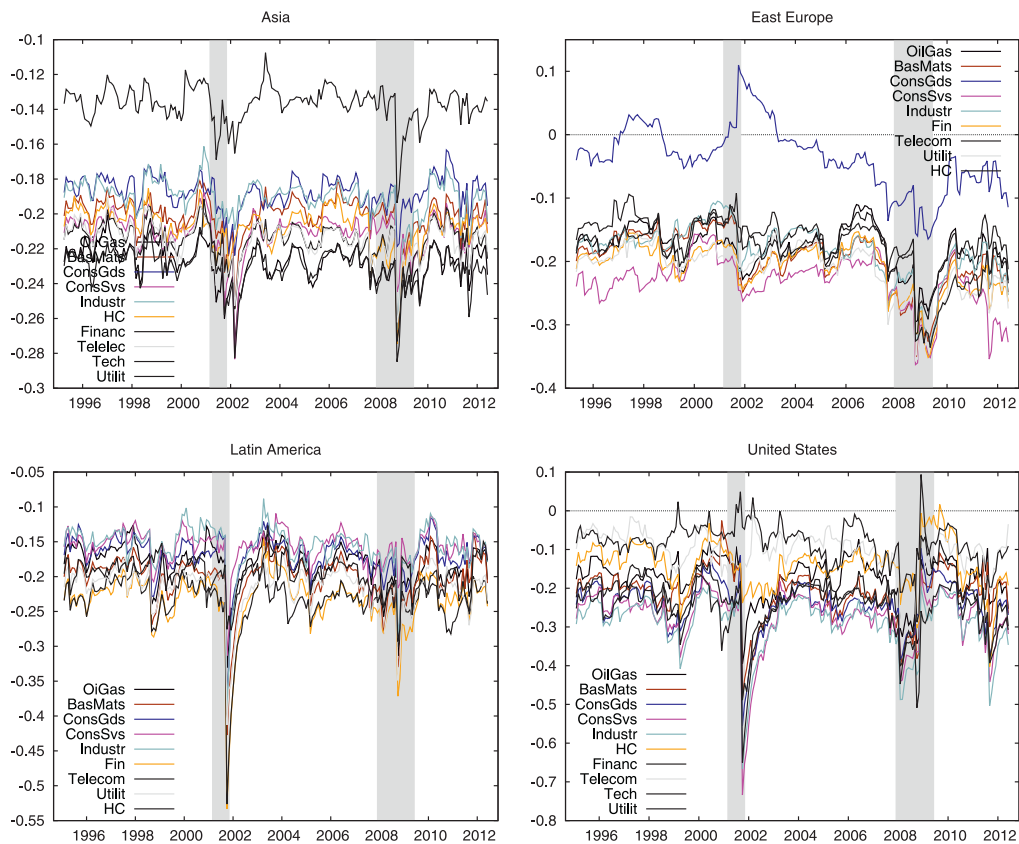 Asia
-0.1
-0.12
-0.14
-0.16
-0.18
-0.2
-0.22
-0.24
-0.26
-0.28
-0.3
OilGas
BasMats
ConsGds
ConsSvs
Industr
HC
Financ
Telelec
Tech
Utilit
1996 1998 2000 2002 2004 2006 2008 2010 2012
East Europe
0.1
0
-0.1
-0.2
-0.3
-0.4
OilGas
BasMats
ConsGds
ConsSvs
Industr
Fin
Telecom
Utilit
HC
1996 1998 2000 2002 2004 2006 2008 2010 2012
Latin America
-0.05
-0.1
-0.15
-0.2
-0.25
-0.3
-0.35
-0.4
-0.45
-0.5
-0.55
OiGas
BasMats
ConsGds
ConsSvs
Industr
Fin
Telecom
Utilit
HC
1996 1998 2000 2002 2004 2006 2008 2010 2012
United States
0.1
0
-0.1
-0.2
-0.3
-0.4
-0.5
-0.6
-0.7
-0.8
OilGas
BasMats
ConsGds
ConsSvs
Industr
HC
Financ
Telecom
Tech
Utilit
1996 1998 2000 2002 2004 2006 2008 2010 2012